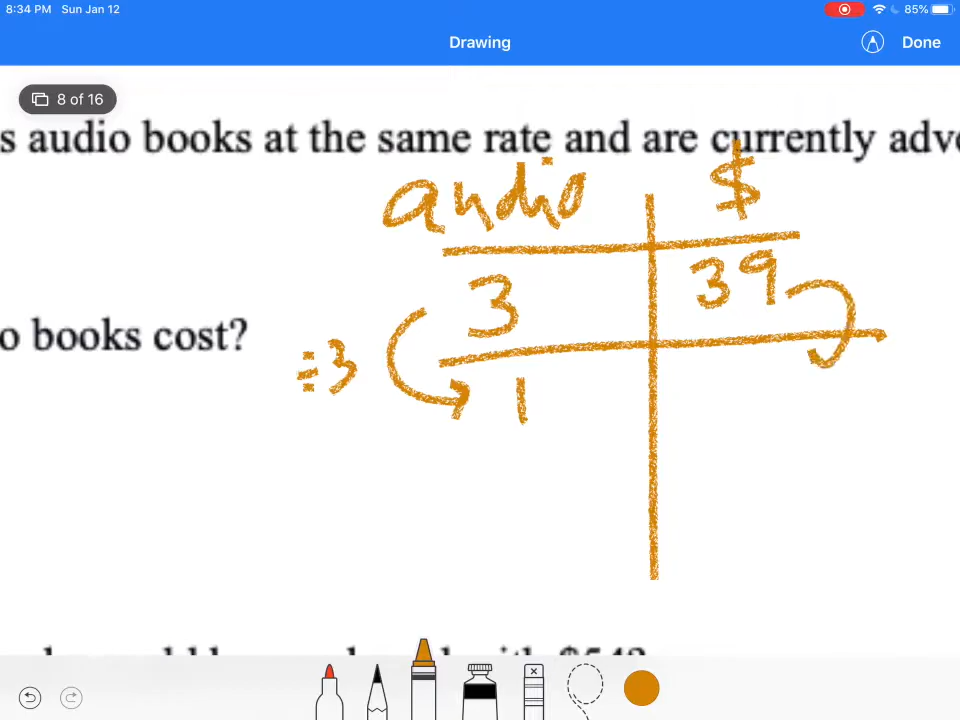 8:34 PM Sun Jan 12 85%
Drawing Done
8 of 16
s audio books at the same rate and are currently adv
audio $
3 39
o books cost?
÷3
1